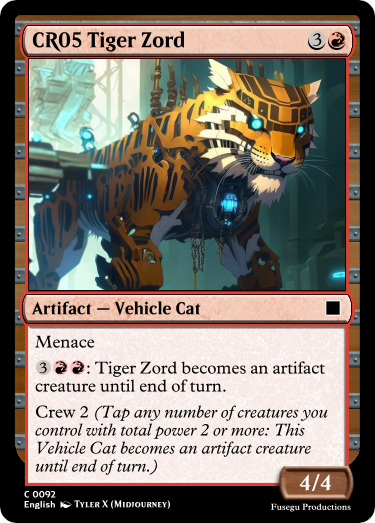 CR05 Tiger Zord 3
Artifact — Vehicle Cat
Menace
3: Tiger Zord becomes an artifact
creature until end of turn.
Crew 2 (Tap any number of creatures you
control with total power 2 or more: This
Vehicle Cat becomes an artifact creature
until end of turn.)
4/4
C 0092
English Tyler X (Midjourney)
Fusegu Productions